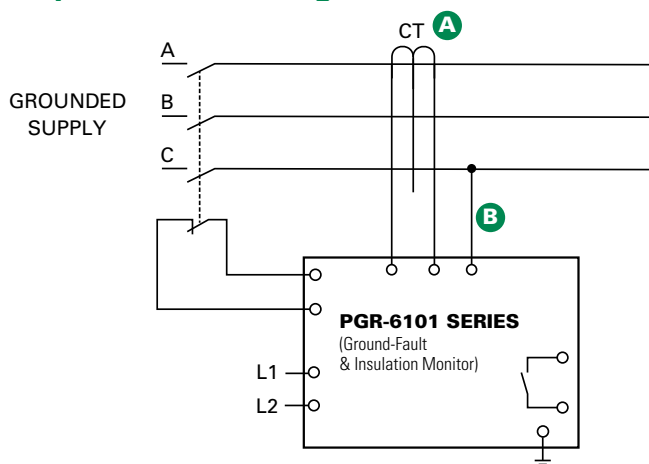 CT A
A
GROUNDED
SUPPLY
B
C
B
PGR-6101 SERIES
(Ground-Fault
& Insulation Monitor)
L1
L2